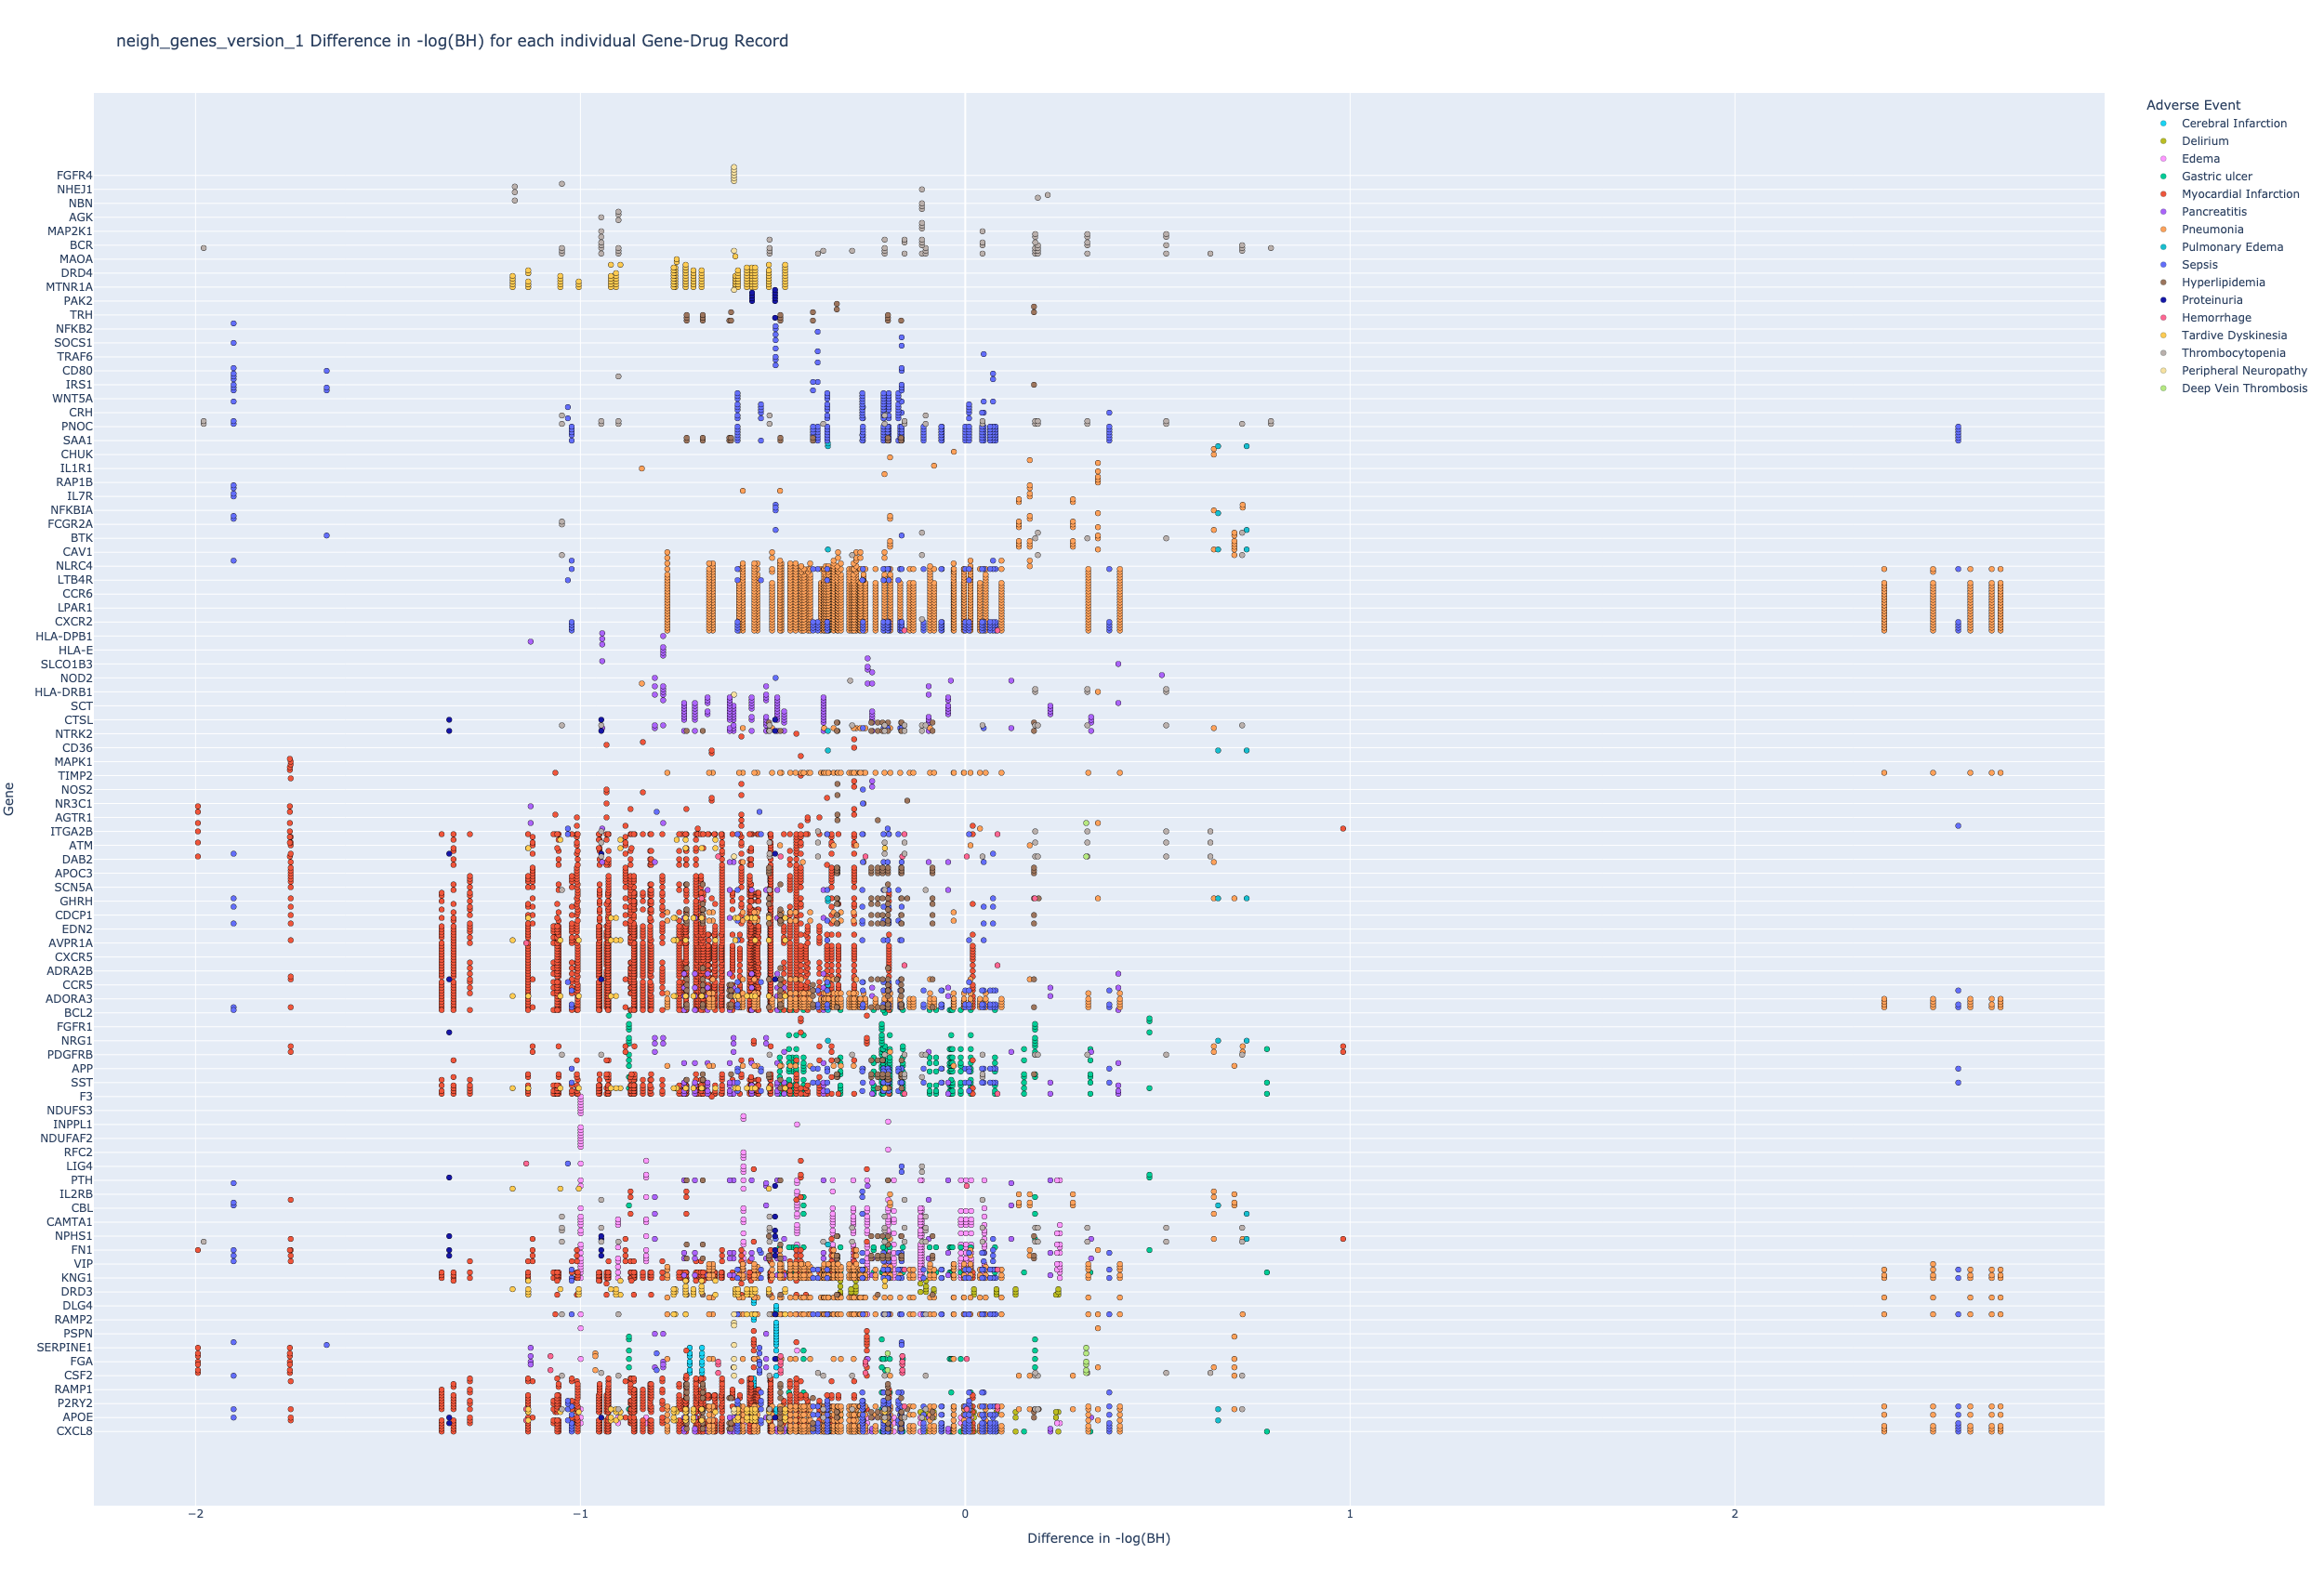 neigh_genes_version_1 Difference in -log(BH) for each individual Gene-Drug Record
Adverse Event
Cerebral Infarction
Delirium
Edema
Gastric ulcer
Myocardial Infarction
Pancreatitis
Pneumonia
Pulmonary Edema
Sepsis
Hyperlipidemia
Proteinuria
Hemorrhage
Tardive Dyskinesia
Thrombocytopenia
Peripheral Neuropathy
Deep Vein Thrombosis
Gene
FGFR4
NHEJ1
NBN
AGK
MAP2K1
BCR
MAOA
DRD4
MTNR1A
PAK2
TRH
NFKB2
SOCS1
TRAF6
CD80
IRS1
WNT5A
CRH
PNOC
SAA1
CHUK
IL1R1
RAP1B
IL7R
NFKBIA
FCGR2A
BTK
CAV1
NLRC4
LTB4R
CCR6
LPAR1
CXCR2
HLA-DPB1
HLA-E
SLCO1B3
NOD2
HLA-DRB1
SCT
CTSL
NTRK2
CD36
MAPK1
TIMP2
NOS2
NR3C1
AGTR1
ITGA2B
ATM
DAB2
APOC3
SCN5A
GHRH
CDCP1
EDN2
AVPR1A
CXCR5
ADRA2B
CCR5
ADORA3
BCL2
FGFR1
NRG1
PDGFRB
APP
SST
F3
NDUFS3
INPPL1
NDUFAF2
RFC2
LIG4
PTH
IL2RB
CBL
CAMTA1
NPHS1
FN1
VIP
KNG1
DRD3
DLG4
RAMP2
PSPN
SERPINE1
FGA
CSF2
RAMP1
P2RY2
APOE
CXCL8
−2 −1 0 1 2
Difference in -log(BH)